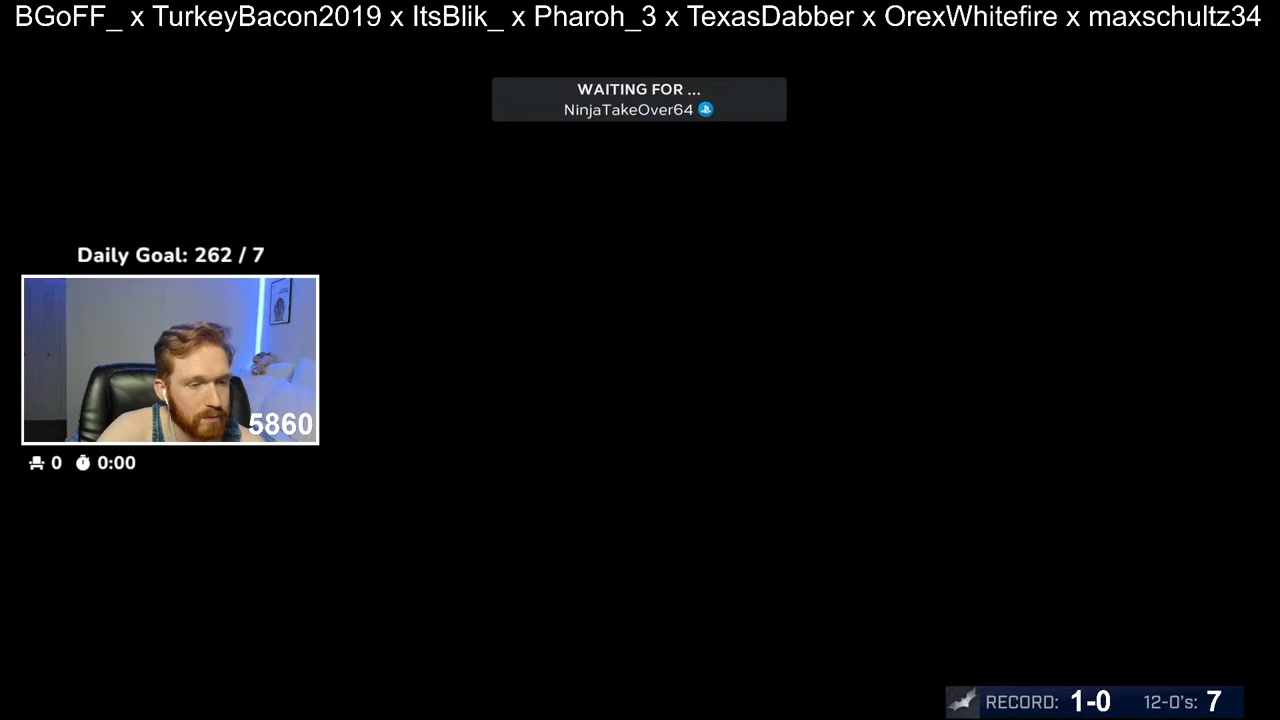 BGoFF_ x TurkeyBacon2019 x ItsBlik_ x Pharoh_3 x TexasDabber x OrexWhitefire x maxschultz34
WAITING FOR ...
NinjaTakeOver64
Daily Goal: 262 / 7
5860
0 0:00
RECORD: 1-0 12-0's: 7